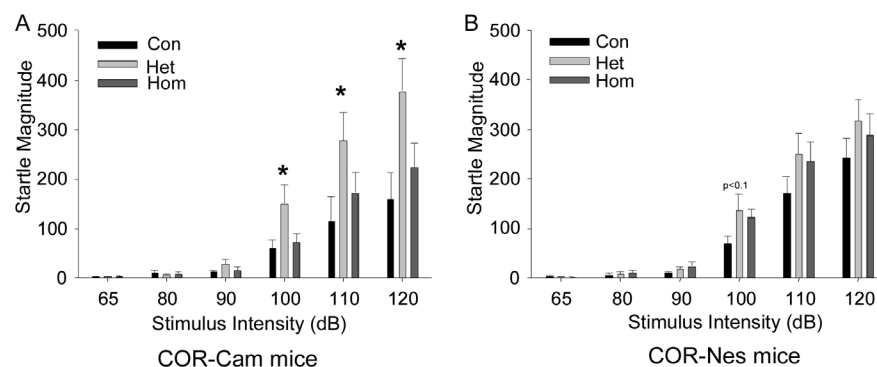 A
500
400
300
200
100
0
Startle Magnitude
Con
Het
Hom
*
*
*
65 80 90 100 110 120
Stimulus Intensity (dB)
COR-Cam mice
B
500
400
300
200
100
0
Startle Magnitude
Con
Het
Hom
p<0.1
65 80 90 100 110 120
Stimulus Intensity (dB)
COR-Nes mice